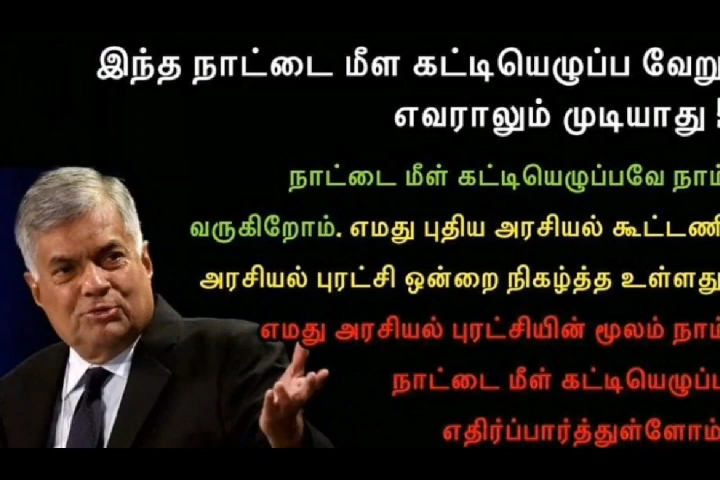 இந்த நாட்டை மீள கட்டியெழுப்ப வேறு
எவராலும் முடியாது !
நாட்டை மீள் கட்டியெழுப்பவே நாம்
வருகிறோம். எமது புதிய அரசியல் கூட்டணி
அரசியல் புரட்சி ஒன்றை நிகழ்த்த உள்ளது
எமது அரசியல் புரட்சியின் மூலம் நாம்
நாட்டை மீள் கட்டியெழுப்ப
எதிர்ப்பார்த்துள்ளோம்